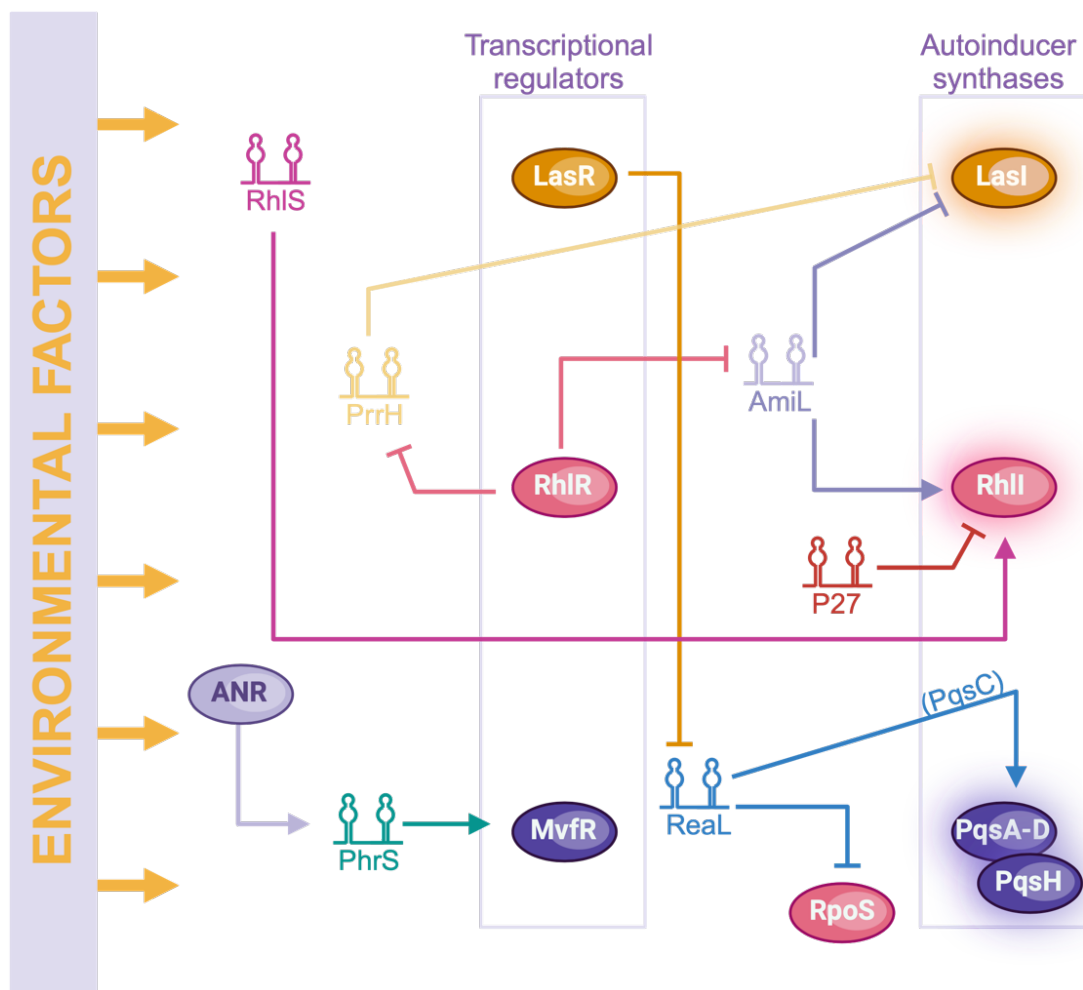 ENVIRONMENTAL FACTORS
Transcriptional
regulators
Autoinducer
synthases
RhlS
LasR
LasI
PrrH
AmiL
RhlR
RhlI
P27
ANR
(PqsC)
PhrS
MvfR
ReaL
PqsA-D
PqsH
RpoS